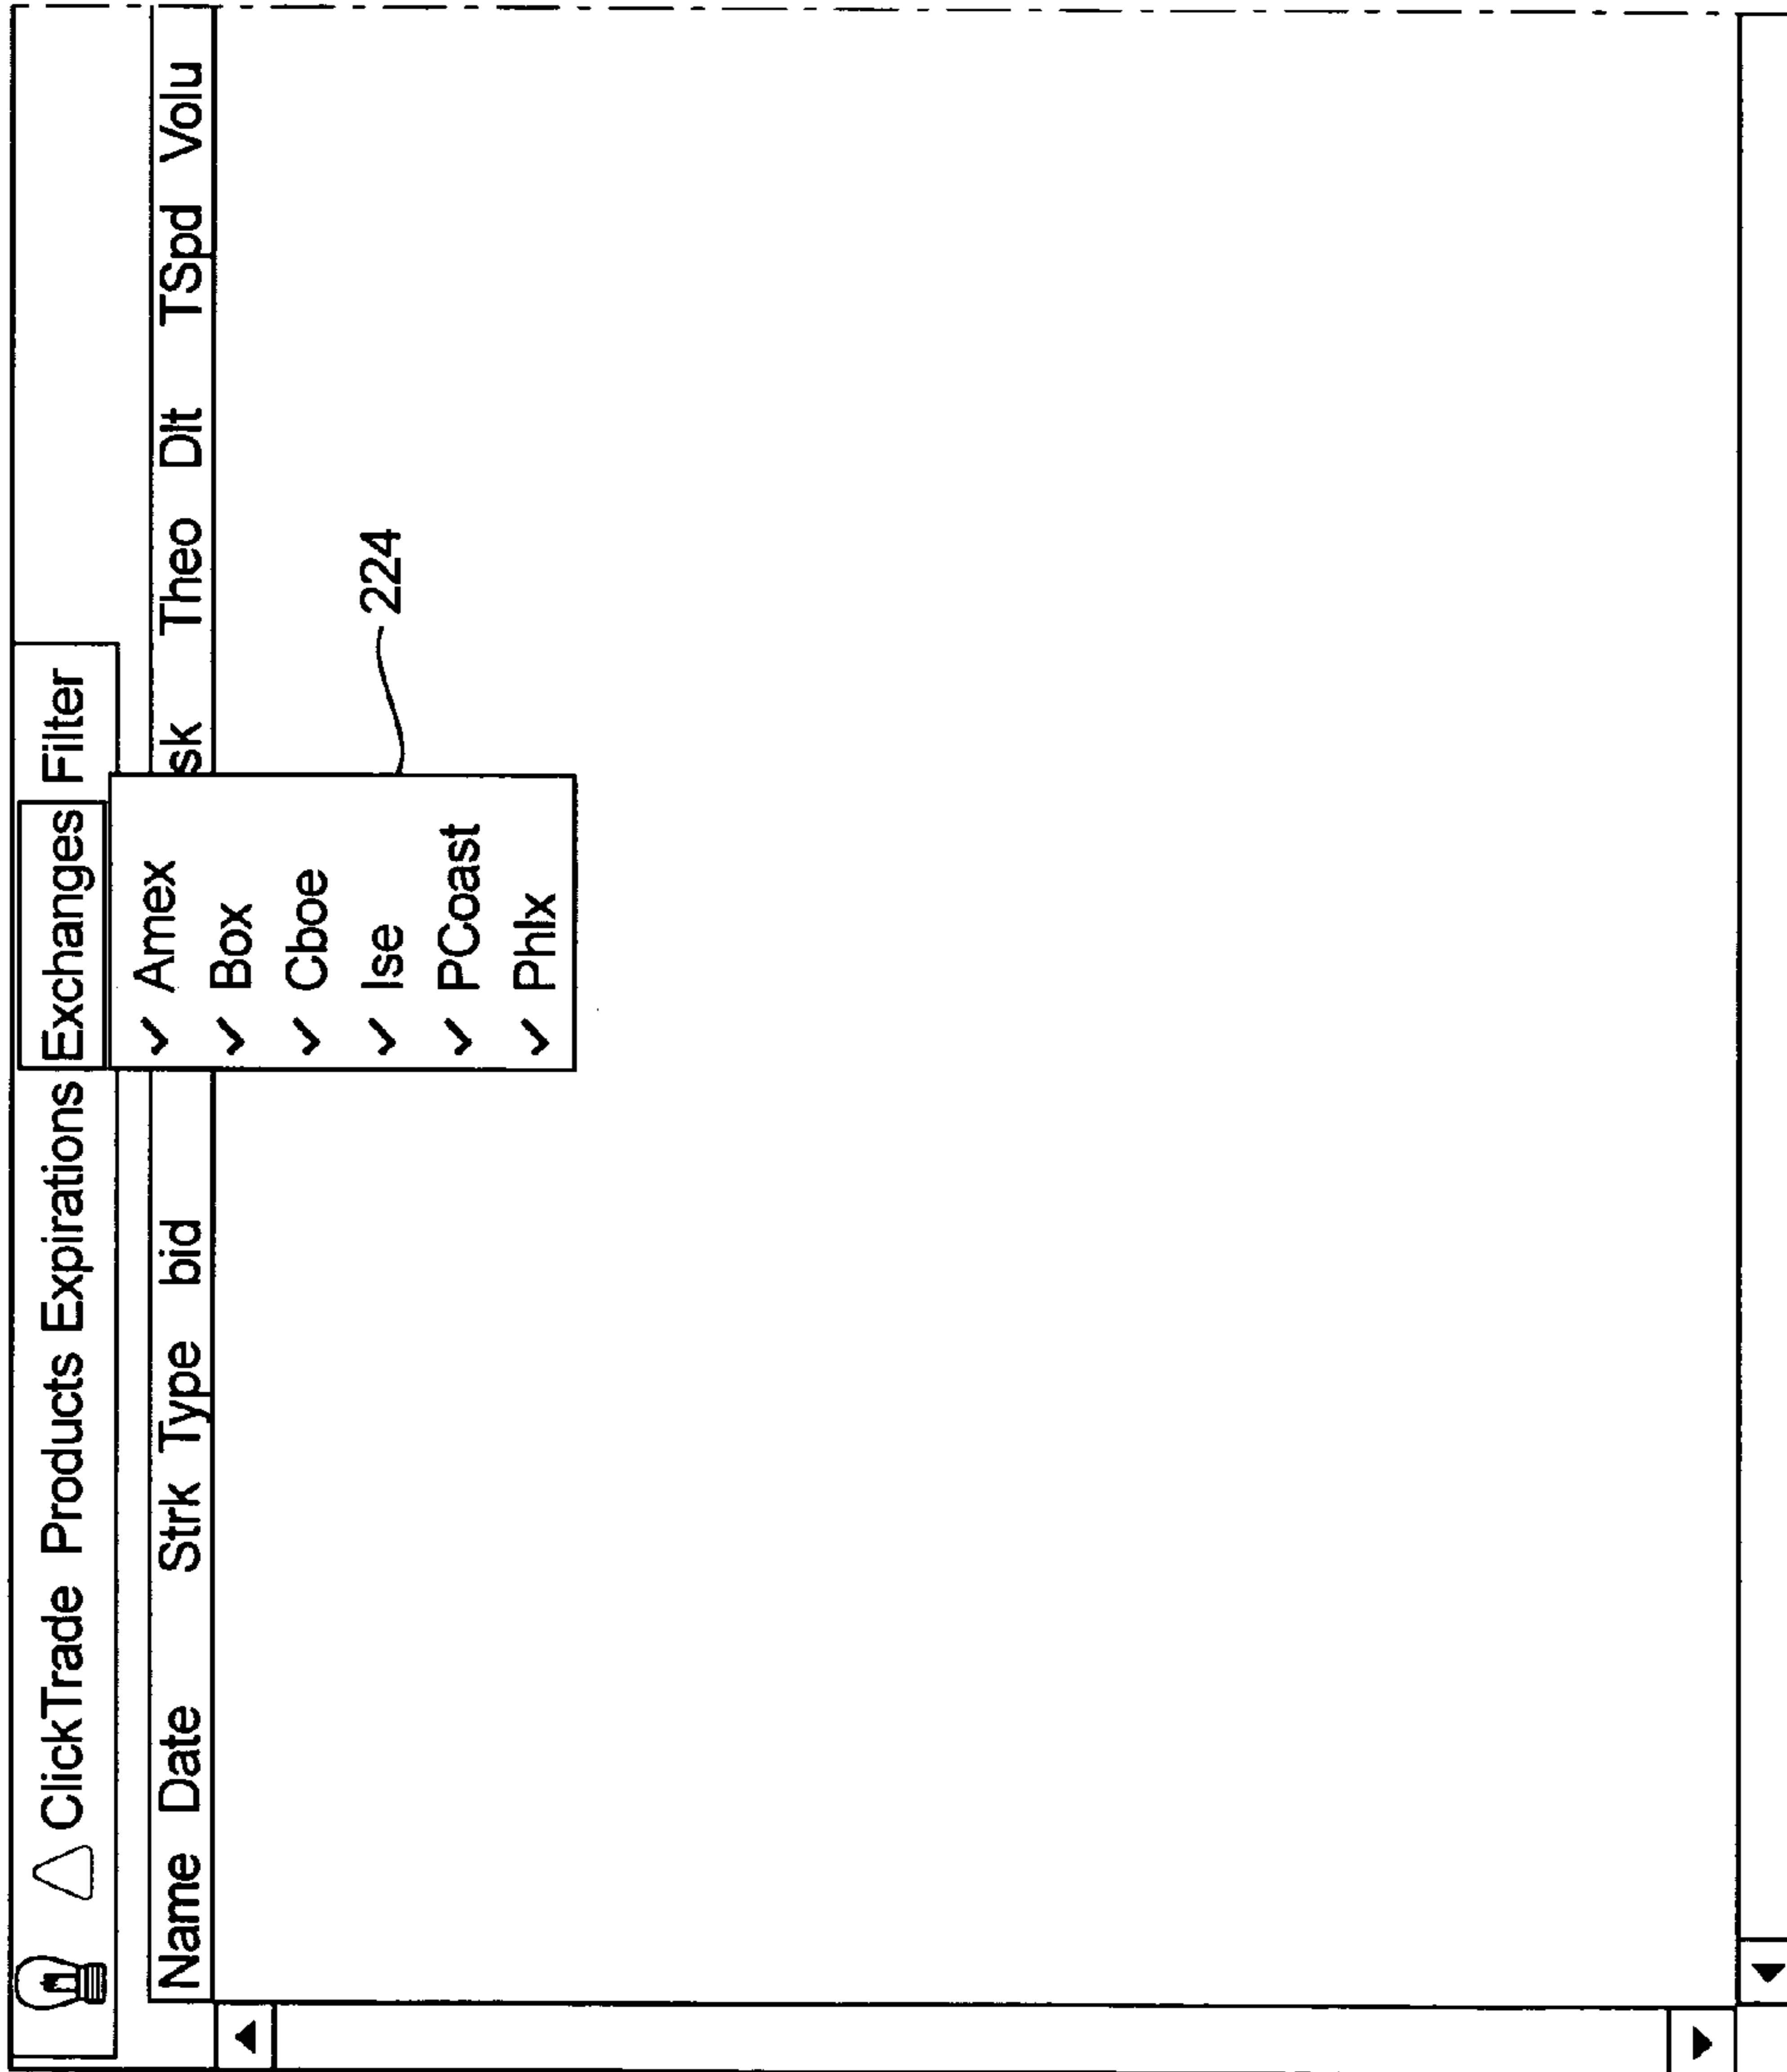 ClickTrade Products Expirations Exchanges Filter
Name Date Strk Type bid sk Theo Dlt TSpd Volu
Amex
Box
Cboe
Ise
PCoast
Phlx
224